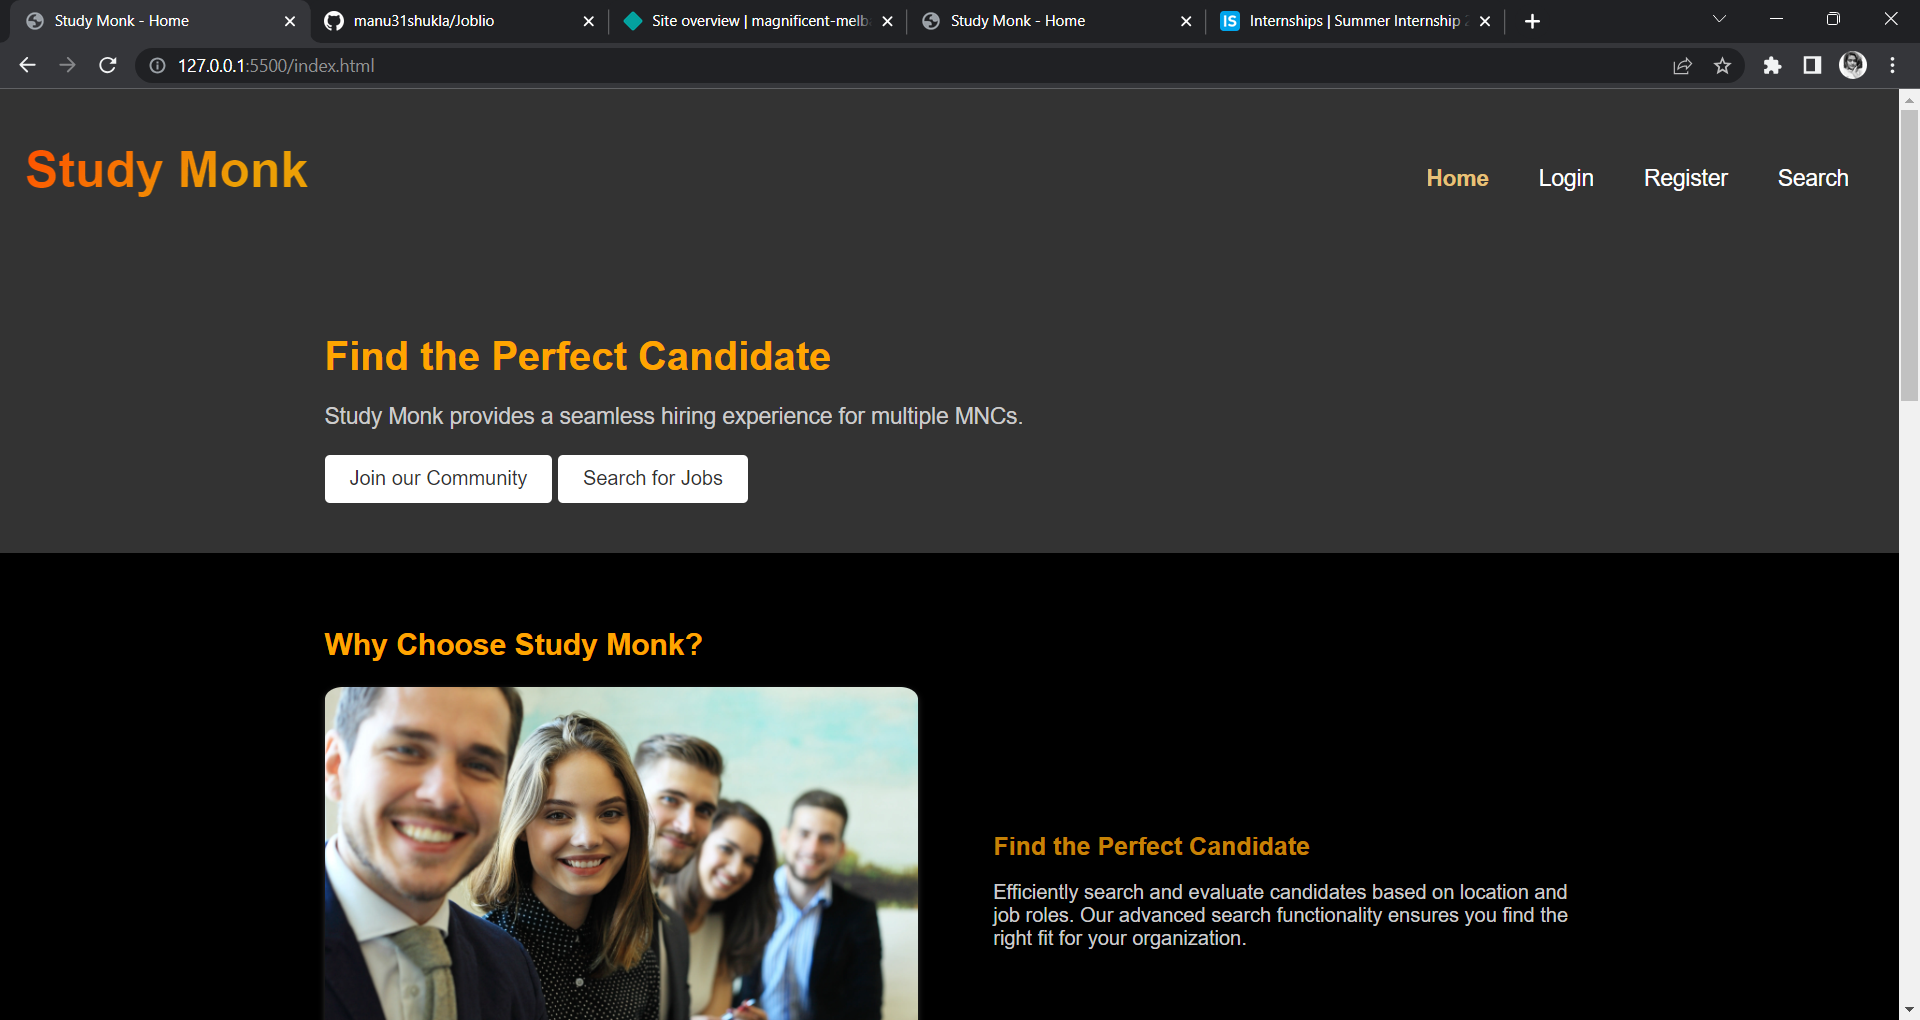 Study Monk - Home
manu31shukla/Joblio
Site overview | magnificent-melb
Study Monk - Home
IS Internships | Summer Internship
127.0.0.1:5500/index.html
Study Monk
Home
Login
Register
Search
Find the Perfect Candidate
Study Monk provides a seamless hiring experience for multiple MNCs.
Join our Community
Search for Jobs
Why Choose Study Monk?
Find the Perfect Candidate
Efficiently search and evaluate candidates based on location and
job roles. Our advanced search functionality ensures you find the
right fit for your organization.